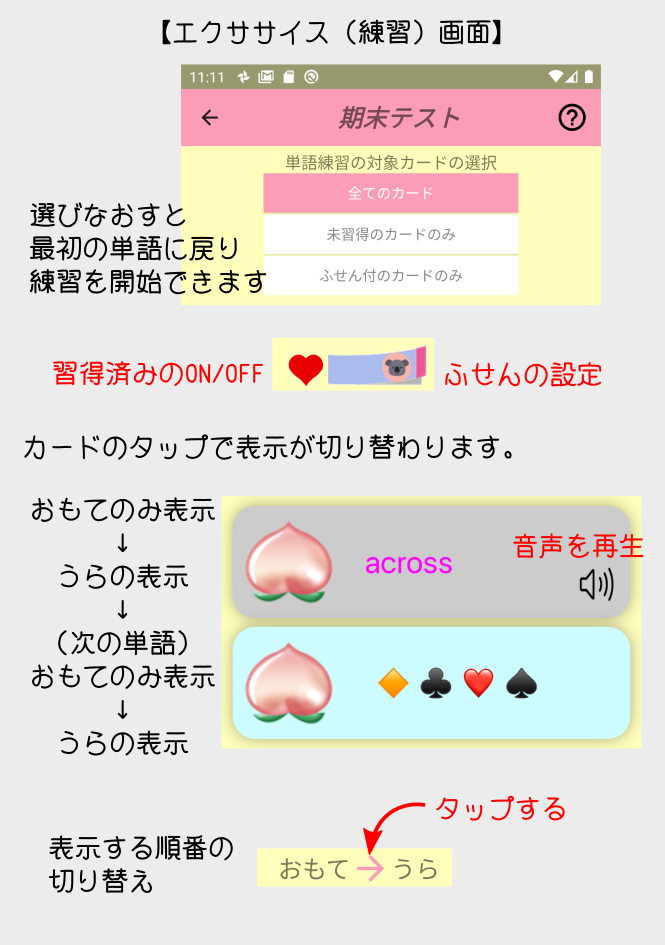 【エクササイス（練習）画面】
11:11
期末テスト
単語練習の対象カードの選択
全てのカード
未習得のカードのみ
ふせん付のカードのみ
選びなおすと
最初の単語に戻り
練習を開始できます
習得済みのON/OFF
ふせんの設定
カードのタップで表示が切り替わります。
おもてのみ表示
↓
うらの表示
↓
（次の単語）
おもてのみ表示
↓
うらの表示
across
音声を再生
タップする
表示する順番の
切り替え
おもて→うら